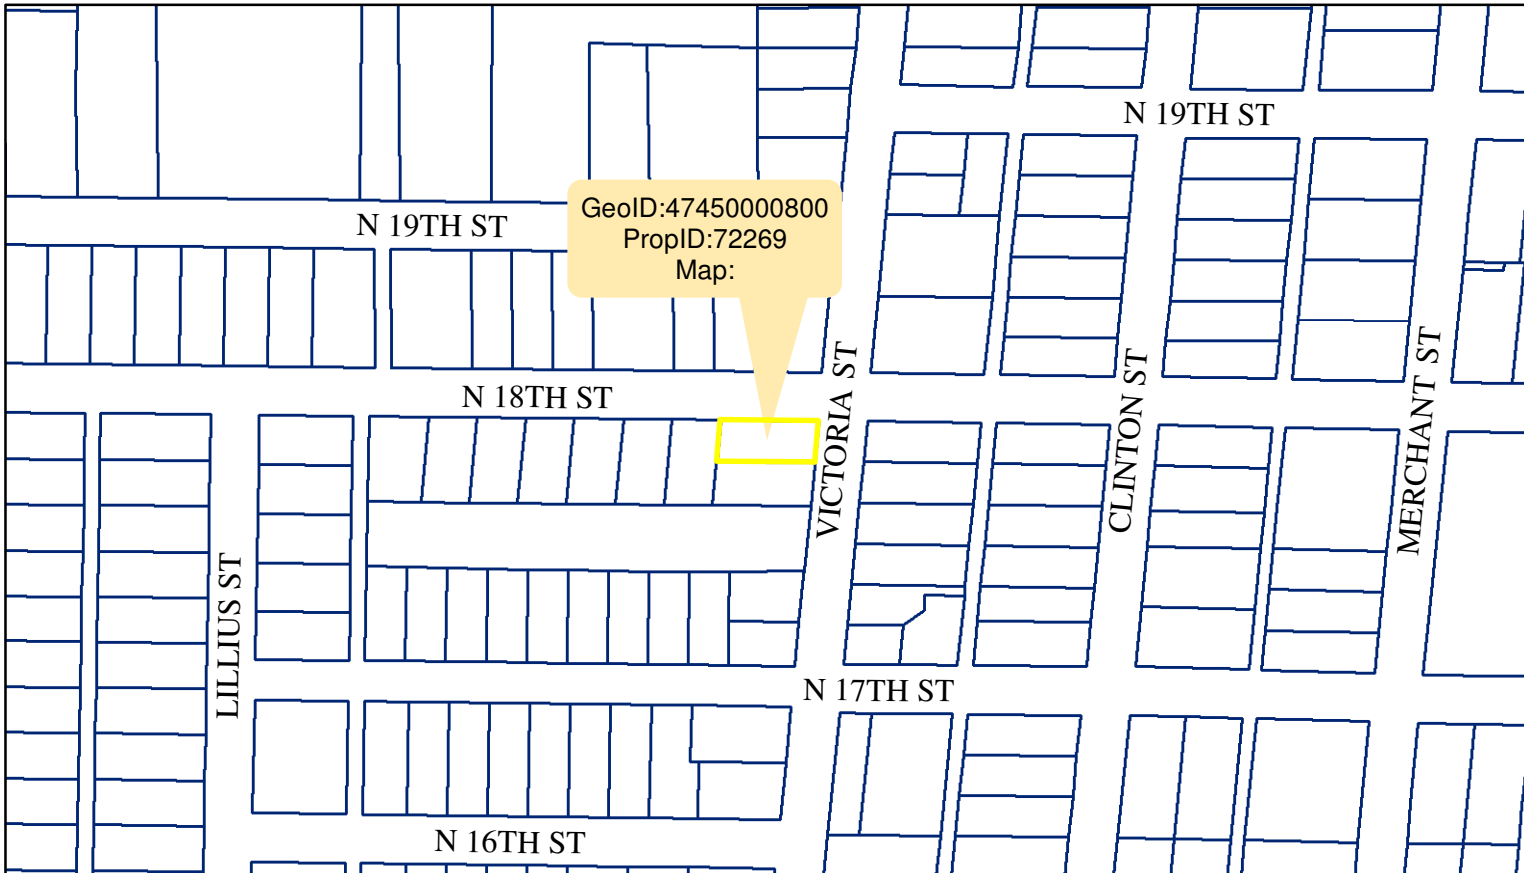 N 19TH ST
N 19TH ST
GeoID:47450000800
PropID:72269
Map:
N 18TH ST
VICTORIA ST
CLINTON ST
MERCHANT ST
LILLIUS ST
N 17TH ST
N 16TH ST